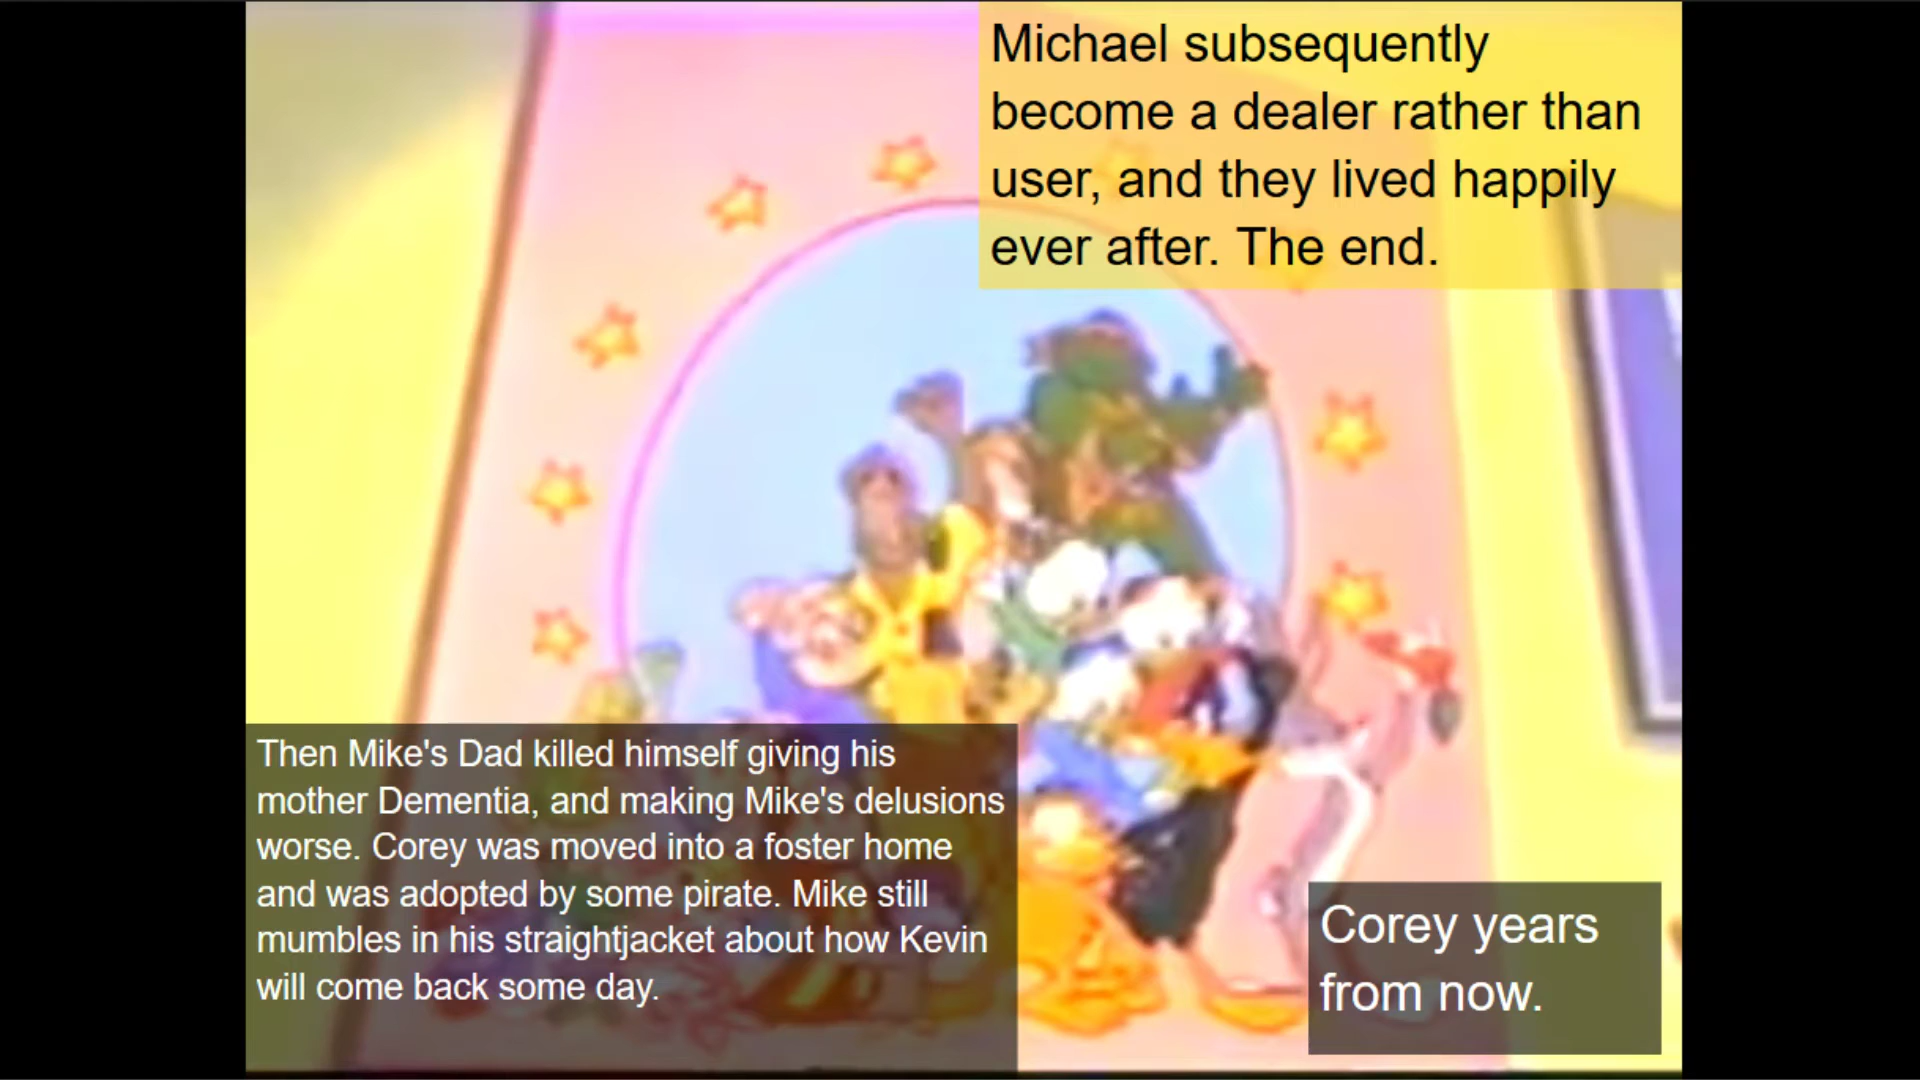 Michael subsequently
become a dealer rather than
user, and they lived happily
ever after. The end.
Then Mike's Dad killed himself giving his
mother Dementia, and making Mike's delusions
worse. Corey was moved into a foster home
and was adopted by some pirate. Mike still
mumbles in his straightjacket about how Kevin
will come back some day.
Corey years
from now.